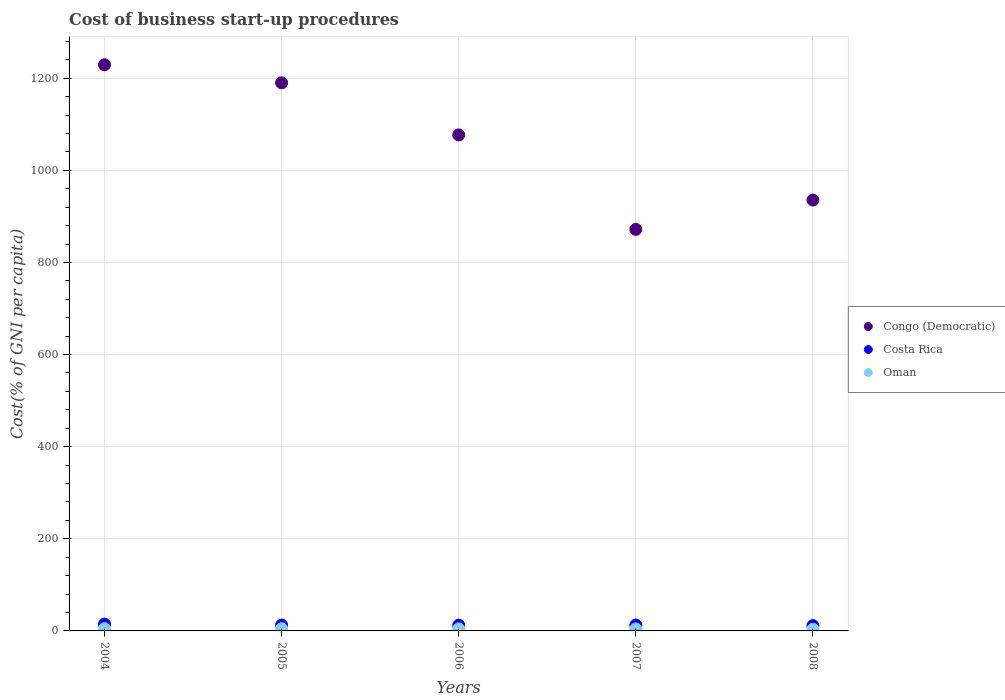 Cost of business start-up procedures
Cost(% of GNI per capita)
1200
1000
800
600
400
200
0
2004
2005
2006
2007
2008
Years
Congo (Democratic)
Costa Rica
Oman